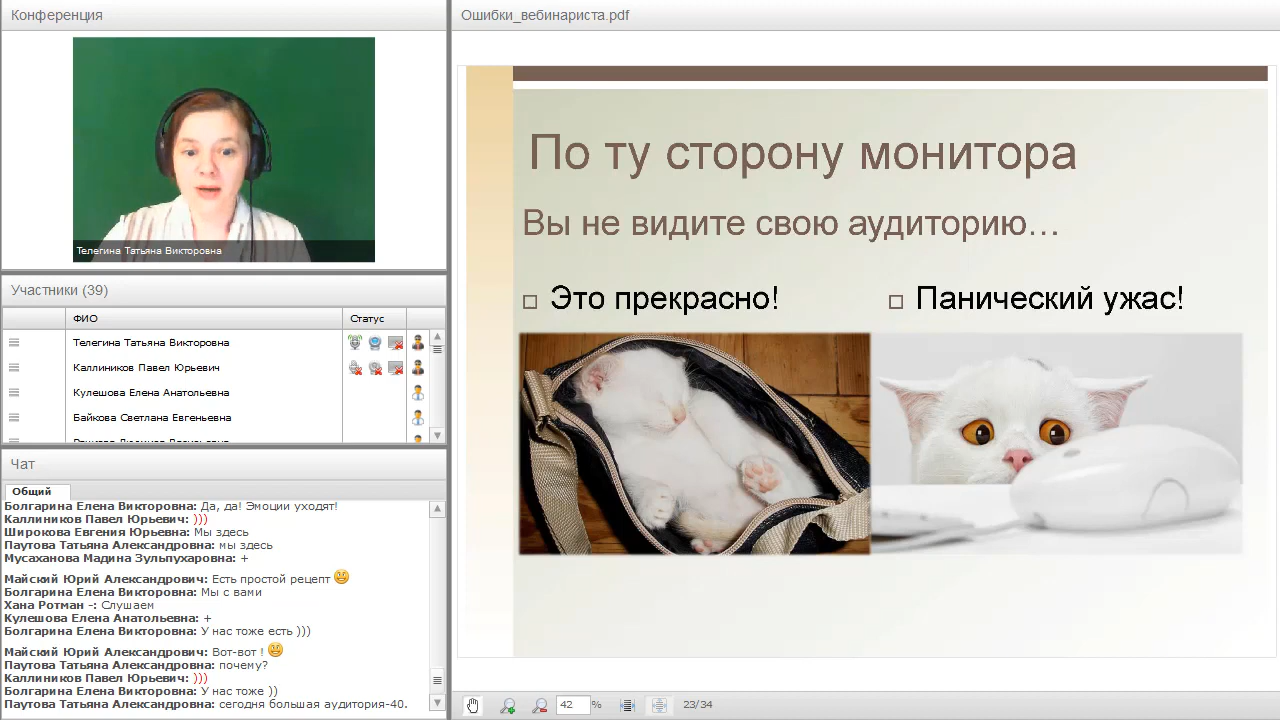 Конференция
Телегина Татьяна Викторовна
Участники (39)
ФИО Статус
Телегина Татьяна Викторовна
Каллиников Павел Юрьевич
Кулешова Елена Анатольевна
Байкова Светлана Евгеньевна
Чат
Общий
Болгарина Елена Викторовна: Да, да! Эмоции уходят!
Каллиников Павел Юрьевич: )))
Широкова Евгения Юрьевна: Мы здесь
Паутова Татьяна Александровна: мы здесь
Мусаханова Мадина Зульпухаровна: +
Майский Юрий Александрович: Есть простой рецепт
Болгарина Елена Викторовна: Мы с вами
Хана Ротман -: Слушаем
Кулешова Елена Анатольевна: +
Болгарина Елена Викторовна: У нас тоже есть )))
Майский Юрий Александрович: Вот-вот !
Паутова Татьяна Александровна: почему?
Каллиников Павел Юрьевич: )))
Болгарина Елена Викторовна: У нас тоже ))
Паутова Татьяна Александровна: сегодня большая аудитория-40.
Ошибки_вебинариста.pdf
По ту сторону монитора
Вы не видите свою аудиторию...
Это прекрасно!
Панический ужас!
42 % 23/34